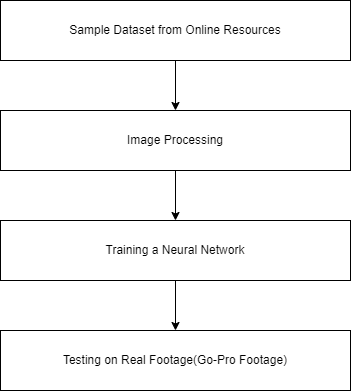 Sample Dataset from Online Resources
Image Processing
Training a Neural Network
Testing on Real Footage(Go-Pro Footage)